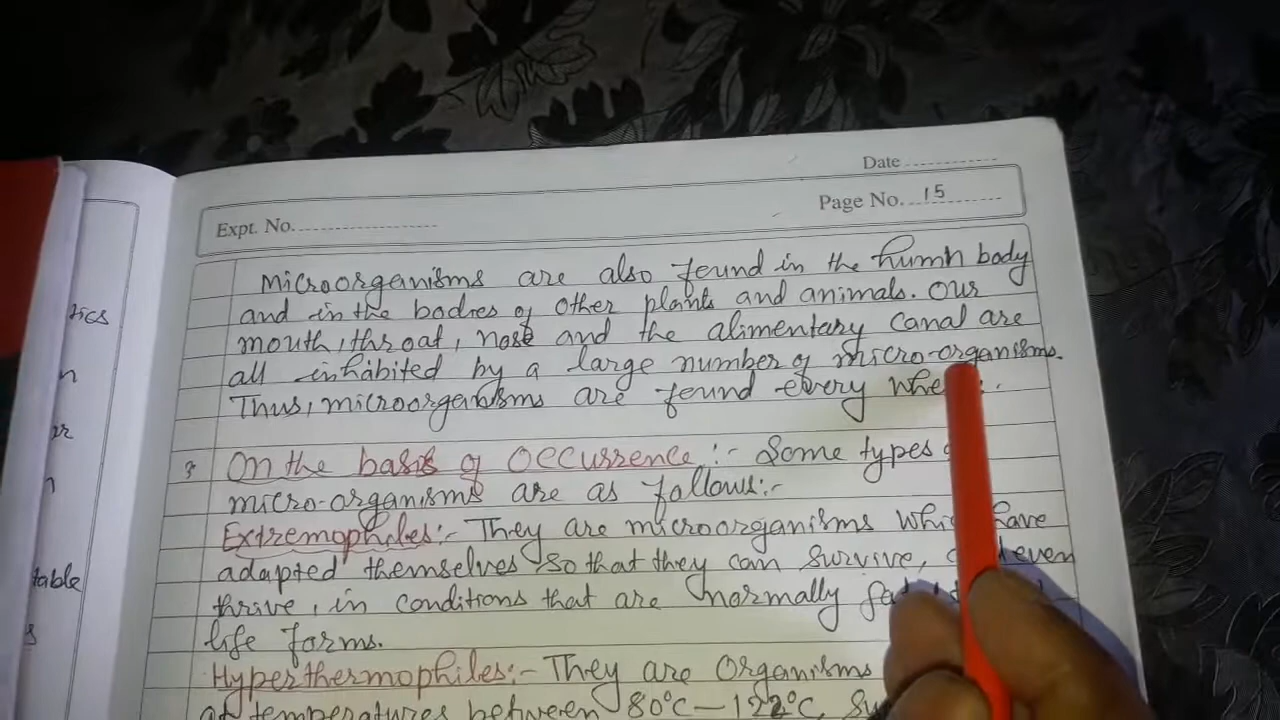 Date
Page No. 15
Expt. No.
Microorganisms are also found in the humn body
and in the bodies of other plants and animals. Our
mouth, throat, nose and the alimentary canal are
all inhabited by a large number of micro-organisms.
Thus, microorganisms are found every
On the basis of Occurrence :- Some types
micro-organisms are as follows:-
Extremophiles:- They are microorganisms have
adapted themselves so that they can survive, even
thrive, in conditions that are normally
life forms.
Hyperthermophiles:- They are Organisms
at temperatures between 80°C-122°C,
tics
table